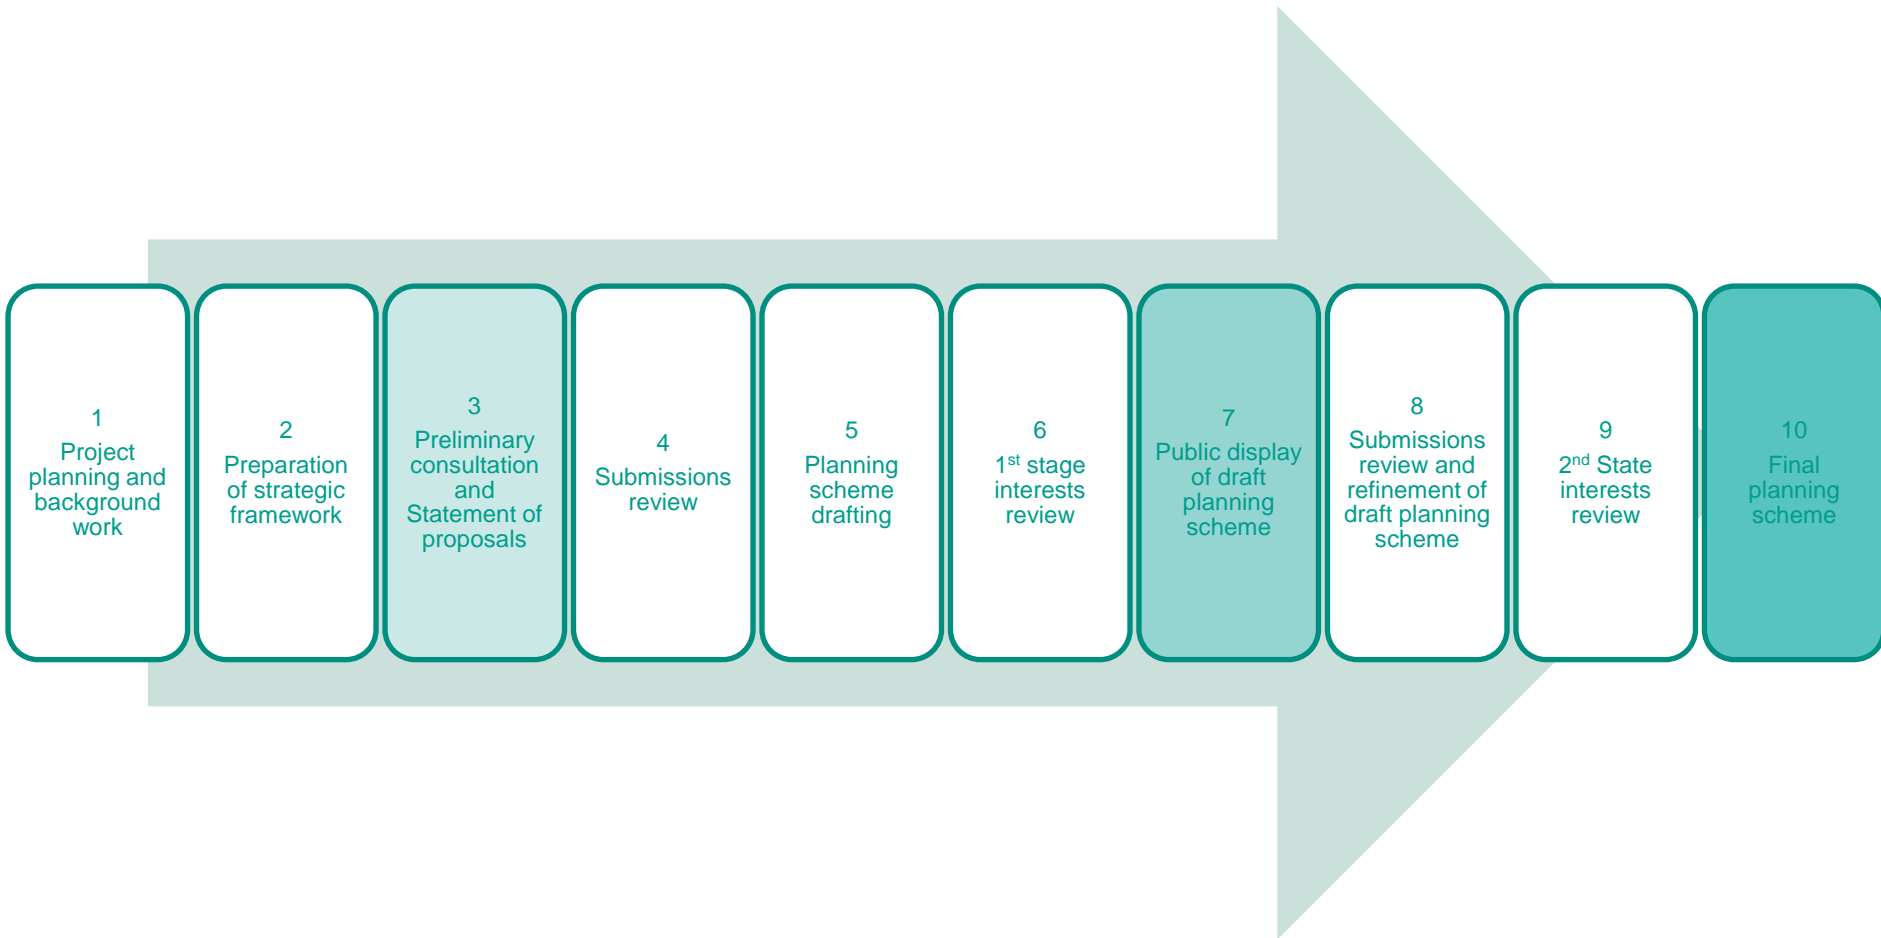 1
Project
planning and
background
work
2
Preparation
of strategic
framework
3
Preliminary
consultation
and
Statement of
proposals
4
Submissions
review
5
Planning
scheme
drafting
6
1st stage
interests
review
7
Public display
of draft
planning
scheme
8
Submissions
review and
refinement of
draft planning
scheme
9
2nd State
interests
review
10
Final
planning
scheme